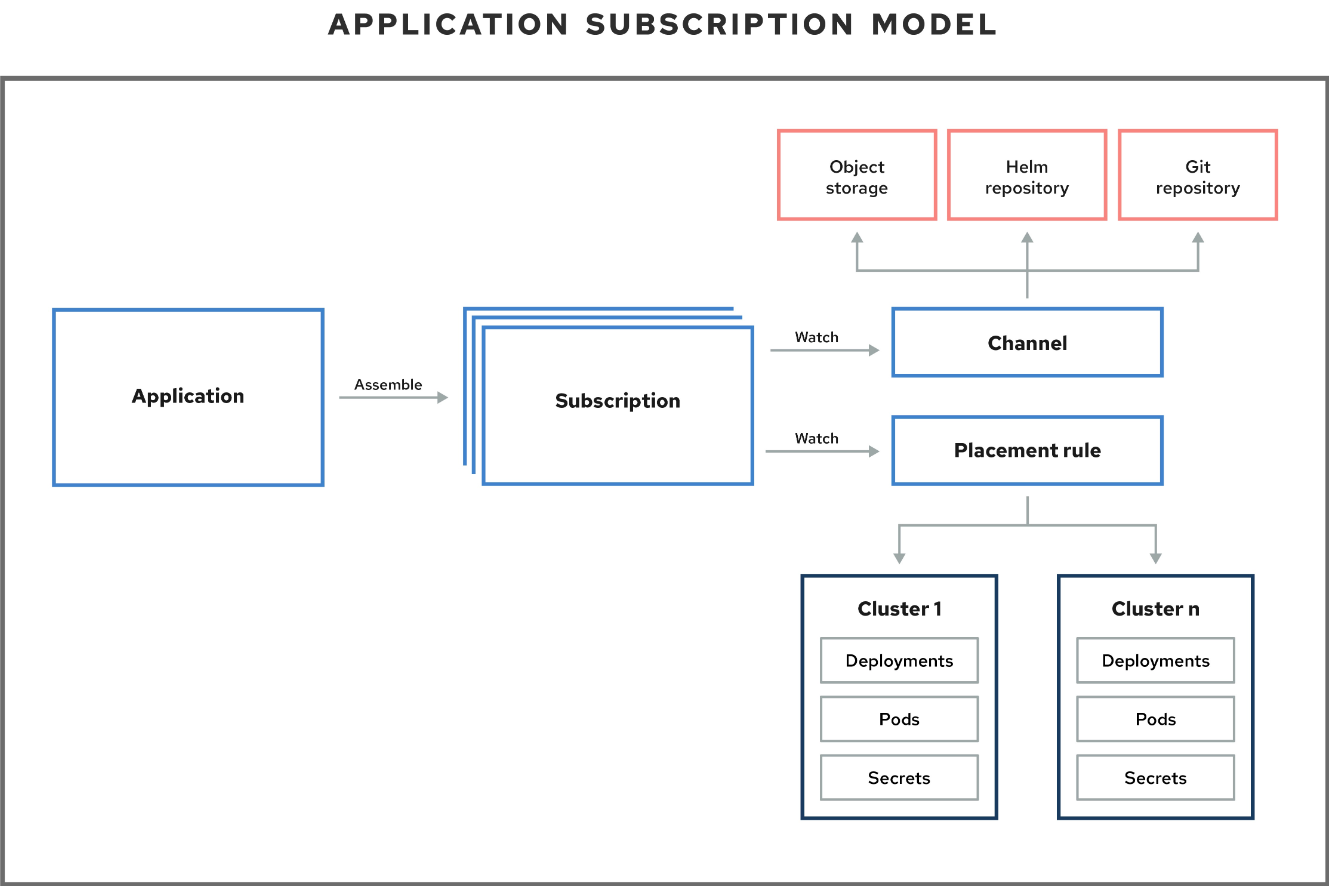 APPLICATION SUBSCRIPTION MODEL
Object
storage
Helm
repository
Git
repository
Application
Assemble
Subscription
Watch
Channel
Watch
Placement rule
Cluster 1
Deployments
Pods
Secrets
Cluster n
Deployments
Pods
Secrets